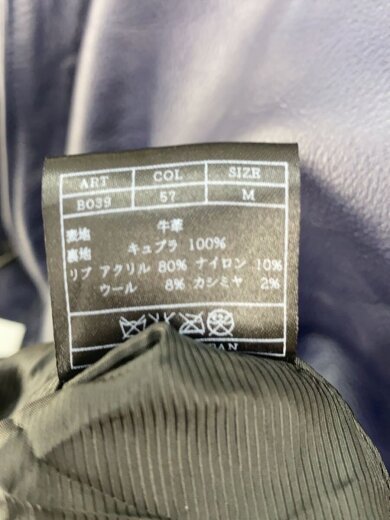 ART COL SIZE
B039 57 M
表地 牛革
裏地 キュプラ 100%
リブ アクリル 80% ナイロン 10%
ウール 8% カシミヤ 2%